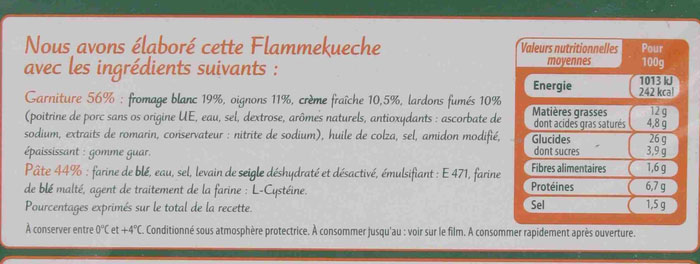 Nous avons élaboré cette Flammekueche
avec les ingrédients suivants :
Garniture 56% : fromage blanc 19%, oignons 11%, crème fraîche 10,5%, lardons fumés 10%
(poitrine de porc sans os origine UE, eau, sel, dextrose, arômes naturels, antioxydants : ascorbate de
sodium, extraits de romarin, conservateur : nitrite de sodium), huile de colza, sel, amidon modifié,
épaississant : gomme guar.
Pâte 44% : farine de blé, eau, sel, levain de seigle déshydraté et désactivé, émulsifiant : E 471, farine
de blé malté, agent de traitement de la farine : L-Cystéine.
Pourcentages exprimés sur le total de la recette.
À conserver entre 0°C et +4°C. Conditionné sous atmosphère protectrice. À consommer jusqu'au : voir sur le film. A consommer rapidement après ouverture.
Valeurs nutritionnelles moyennes
Pour 100g
Energie 1013 kJ
242 kcal
Matières grasses 12 g
dont acides gras saturés 4,8 g
Glucides 26 g
dont sucres 3,9 g
Fibres alimentaires 1,6 g
Protéines 6,7 g
Sel 1,5 g